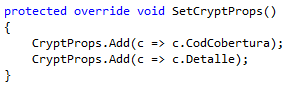 protected override void SetCryptProps()
{
    CryptProps.Add(c => c.CodCobertura);
    CryptProps.Add(c => c.Detalle);
}